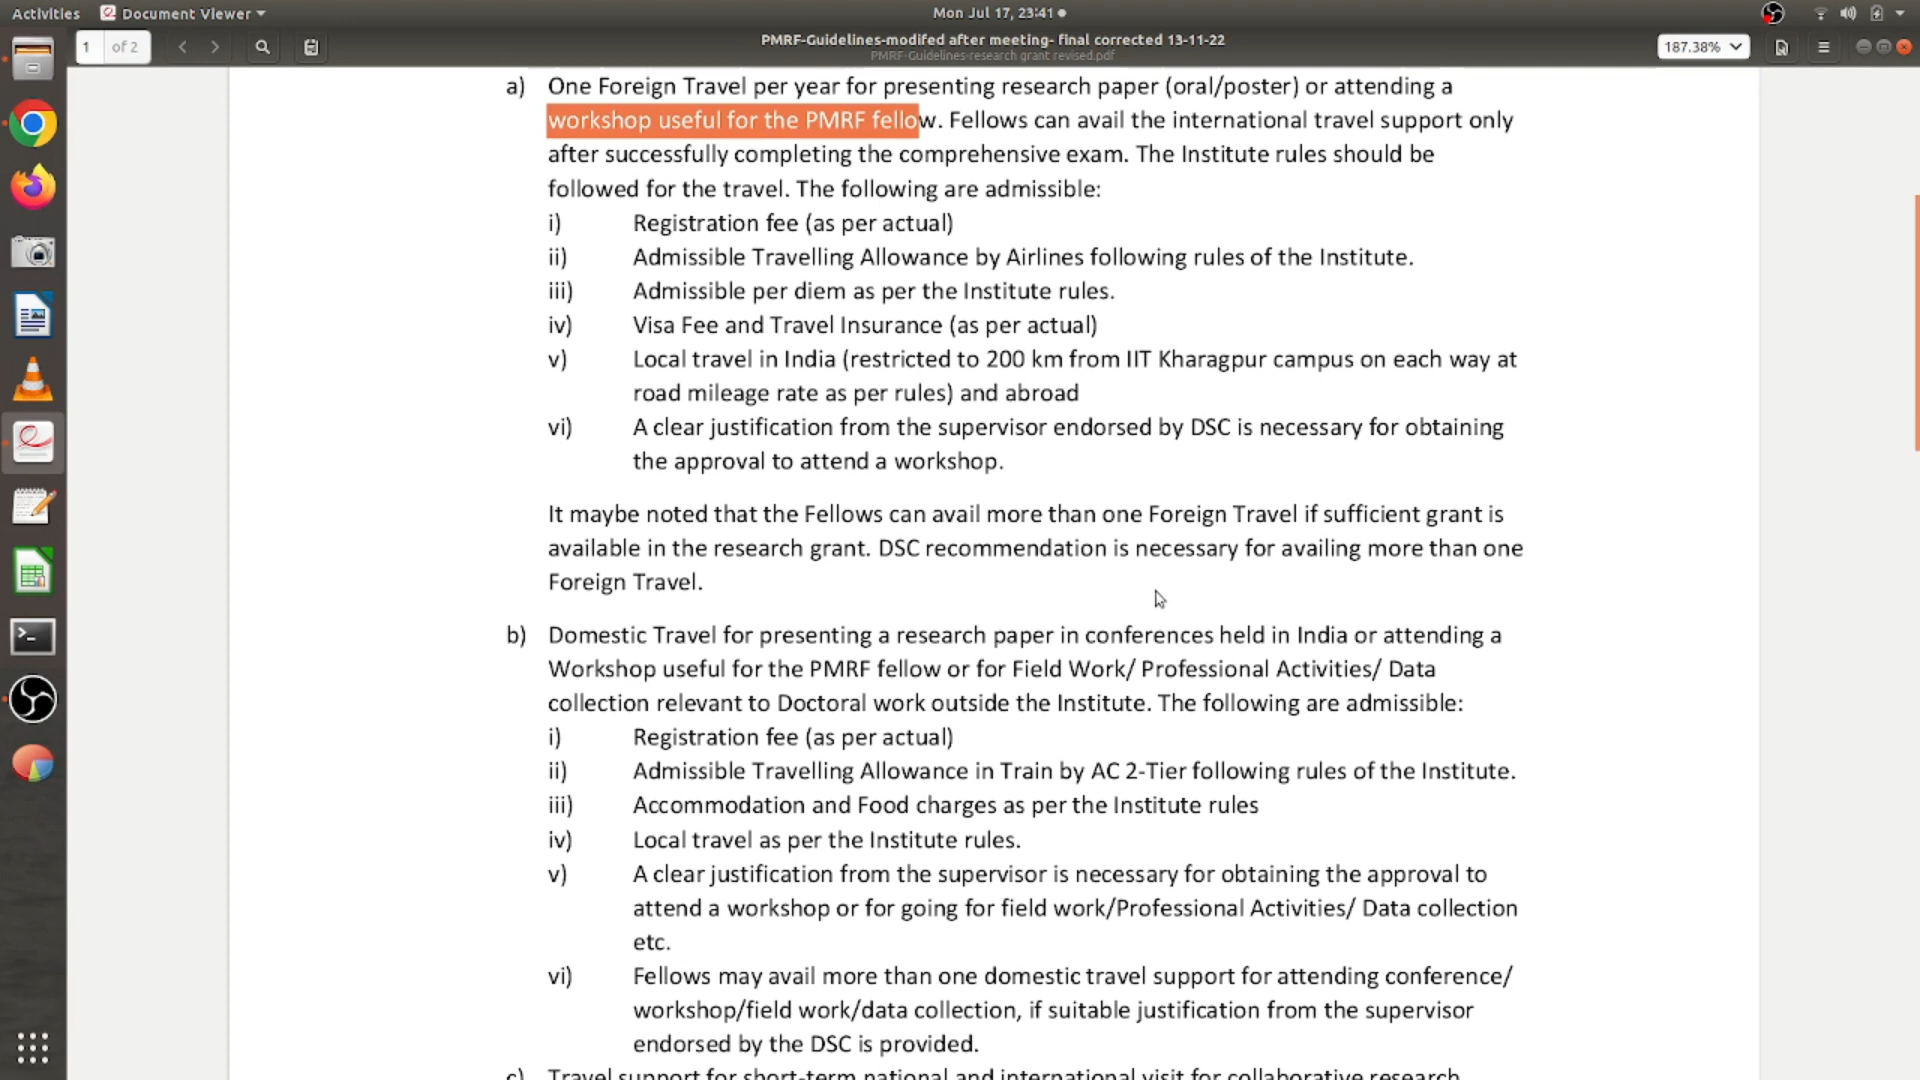 Activities Document Viewer Mon Jul 17, 23:41
1 of 2 PMRF-Guidelines-modifed after meeting- final corrected 13-11-22 187.38%
PMRF-Guidelines-research grant revised.pdf
a) One Foreign Travel per year for presenting research paper (oral/poster) or attending a
workshop useful for the PMRF fellow. Fellows can avail the international travel support only
after successfully completing the comprehensive exam. The Institute rules should be
followed for the travel. The following are admissible:
i) Registration fee (as per actual)
ii) Admissible Travelling Allowance by Airlines following rules of the Institute.
iii) Admissible per diem as per the Institute rules.
iv) Visa Fee and Travel Insurance (as per actual)
v) Local travel in India (restricted to 200 km from IIT Kharagpur campus on each way at
road mileage rate as per rules) and abroad
vi) A clear justification from the supervisor endorsed by DSC is necessary for obtaining
the approval to attend a workshop.
It maybe noted that the Fellows can avail more than one Foreign Travel if sufficient grant is
available in the research grant. DSC recommendation is necessary for availing more than one
Foreign Travel.
b) Domestic Travel for presenting a research paper in conferences held in India or attending a
Workshop useful for the PMRF fellow or for Field Work/ Professional Activities/ Data
collection relevant to Doctoral work outside the Institute. The following are admissible:
i) Registration fee (as per actual)
ii) Admissible Travelling Allowance in Train by AC 2-Tier following rules of the Institute.
iii) Accommodation and Food charges as per the Institute rules
iv) Local travel as per the Institute rules.
v) A clear justification from the supervisor is necessary for obtaining the approval to
attend a workshop or for going for field work/Professional Activities/ Data collection
etc.
vi) Fellows may avail more than one domestic travel support for attending conference/
workshop/field work/data collection, if suitable justification from the supervisor
endorsed by the DSC is provided.
c) Travel support for short-term national and international visit for collaborative research